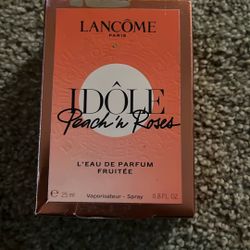 LANCÔME
PARIS
IDÔLE
Peach 'n Roses
L'EAU DE PARFUM
FRUITÉE
℮ 25 ml Vaporisateur - Spray 0.8 FL. OZ